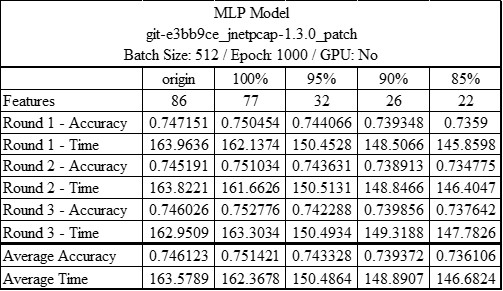 MLP Model
git-e3bb9ce_jnetpcap-1.3.0_patch
Batch Size: 512 / Epoch: 1000 / GPU: No
origin 100% 95% 90% 85%
Features 86 77 32 26 22
Round 1 - Accuracy 0.747151 0.750454 0.744066 0.739348 0.7359
Round 1 - Time 163.9636 162.1374 150.4528 148.5066 145.8598
Round 2 - Accuracy 0.745191 0.751034 0.743631 0.738913 0.734775
Round 2 - Time 163.8221 161.6626 150.5131 148.8466 146.4047
Round 3 - Accuracy 0.746026 0.752776 0.742288 0.739856 0.737642
Round 3 - Time 162.9509 163.3034 150.4934 149.3188 147.7826
Average Accuracy 0.746123 0.751421 0.743328 0.739372 0.736106
Average Time 163.5789 162.3678 150.4864 148.8907 146.6824